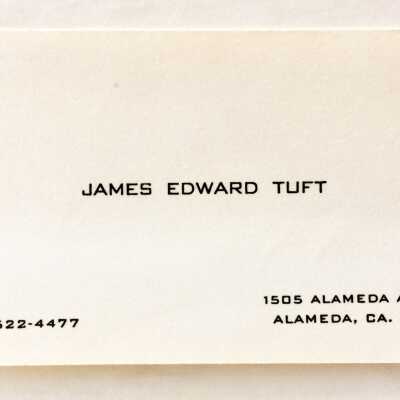 JAMES EDWARD TUFT
1505 ALAMEDA
622-4477
ALAMEDA, CA.